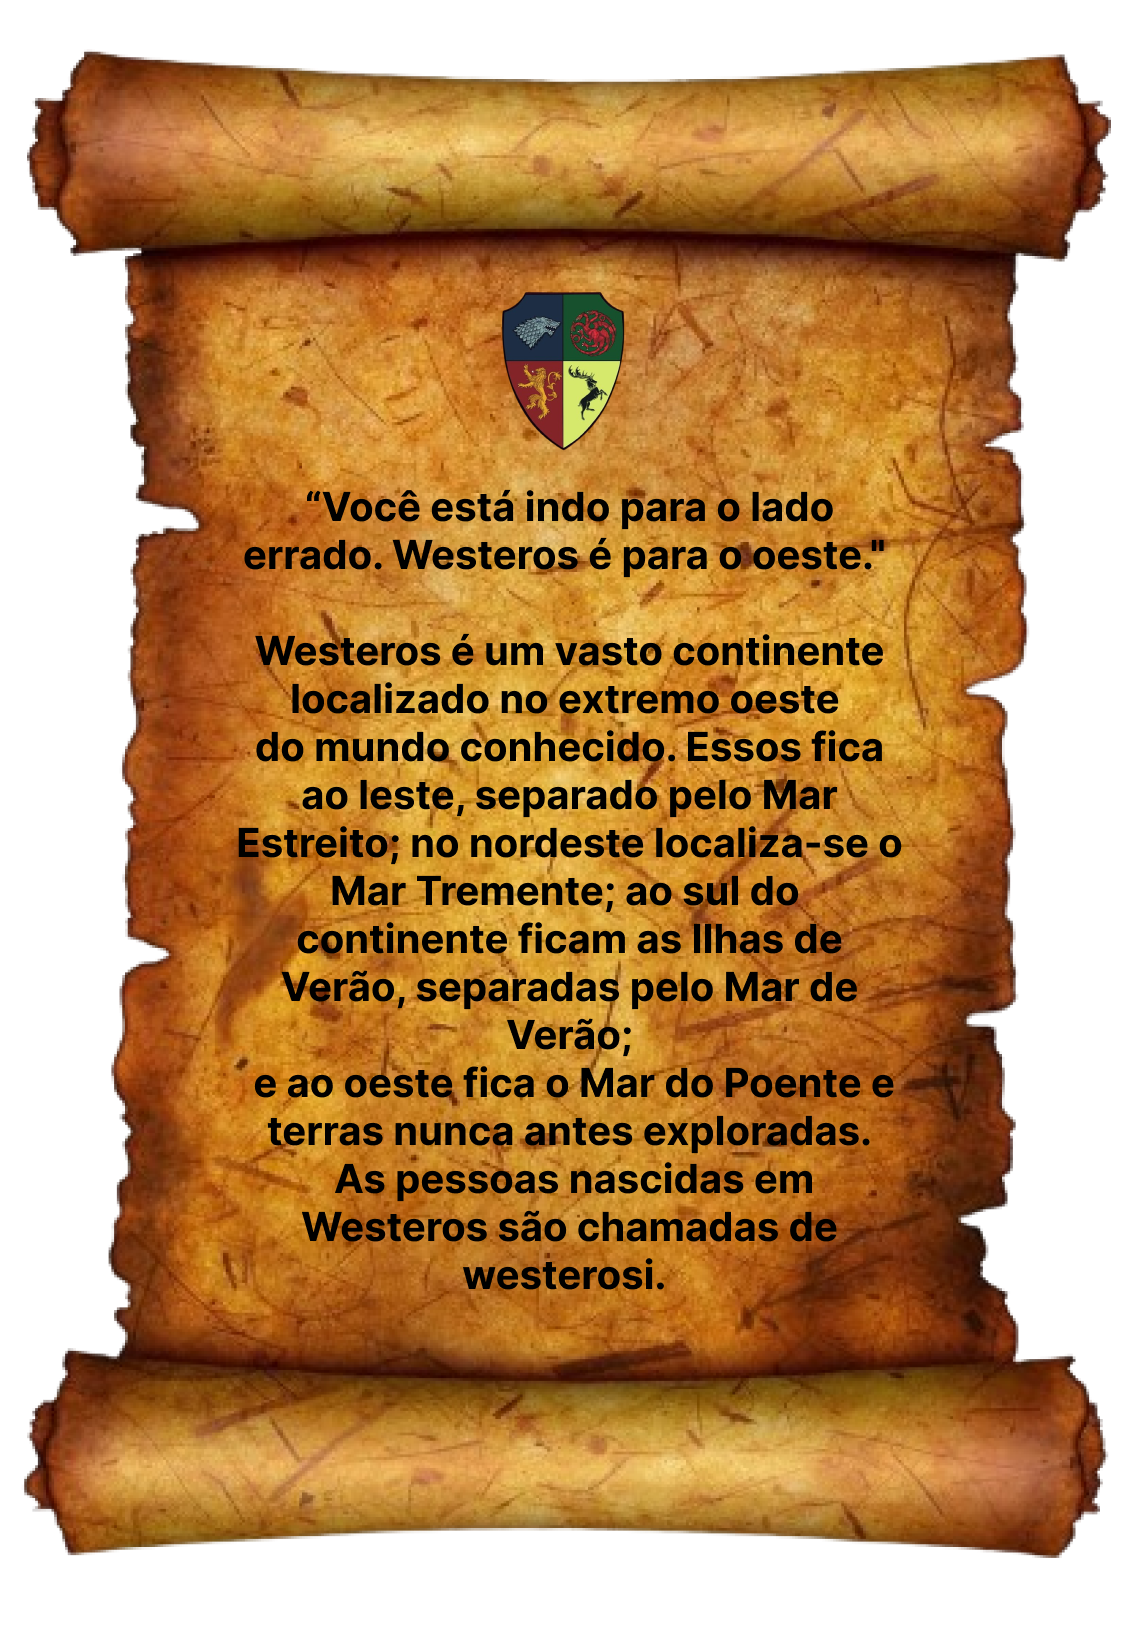 “Você está indo para o lado
errado. Westeros é para o oeste."
Westeros é um vasto continente
localizado no extremo oeste
do mundo conhecido. Essos fica
ao leste, separado pelo Mar
Estreito; no nordeste localiza-se o
Mar Tremente; ao sul do
continente ficam as Ilhas de
Verão, separadas pelo Mar de
Verão;
e ao oeste fica o Mar do Poente e
terras nunca antes exploradas.
As pessoas nascidas em
Westeros são chamadas de
westerosi.